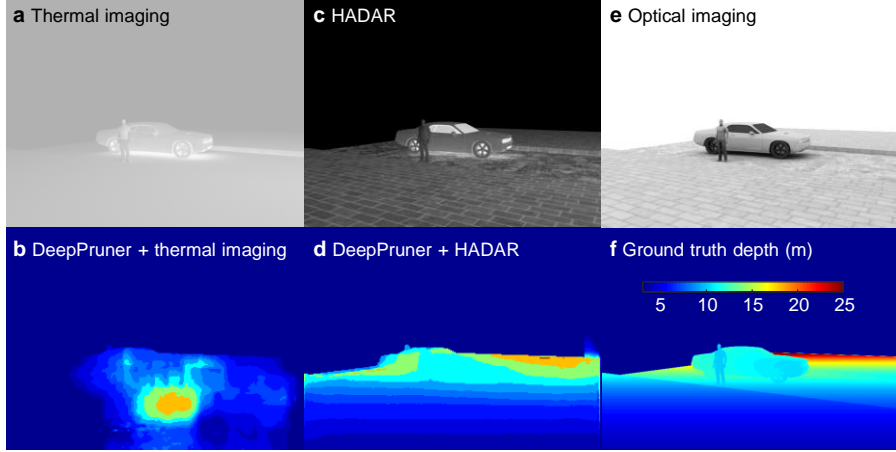 a Thermal imaging
c HADAR
e Optical imaging
b DeepPruner + thermal imaging
d DeepPruner + HADAR
f Ground truth depth (m)
5 10 15 20 25